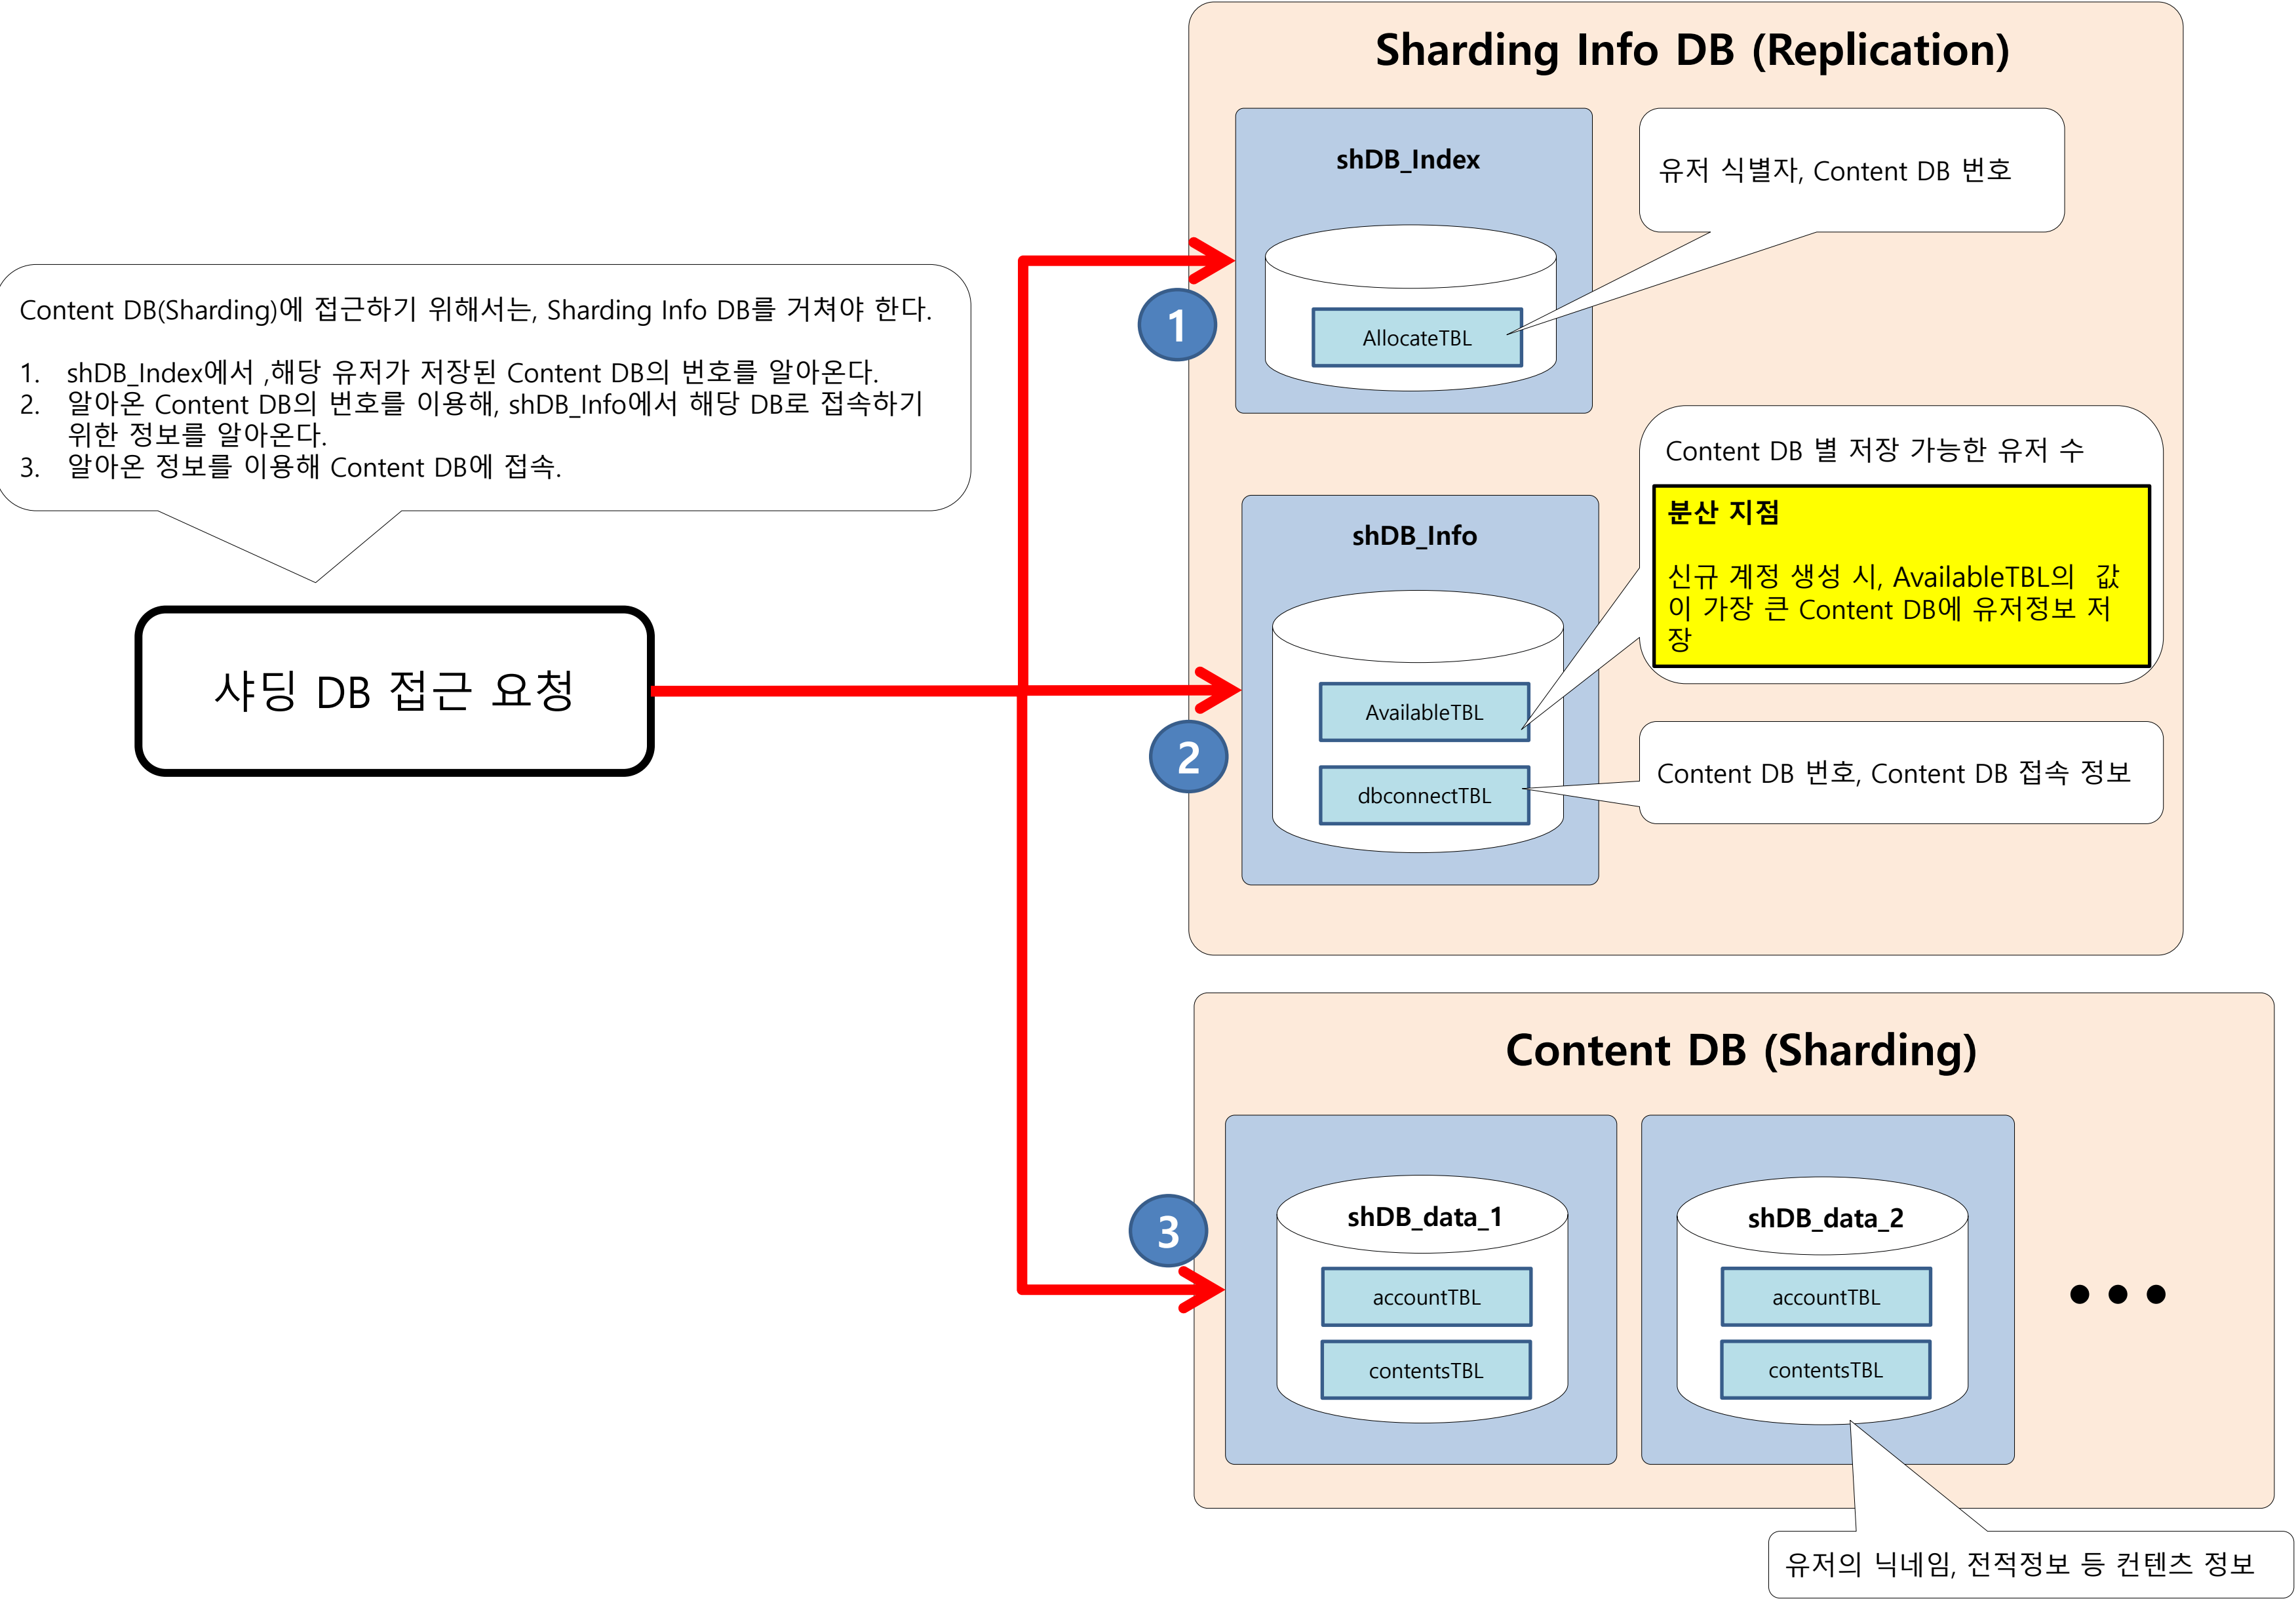 Sharding Info DB (Replication)
shDB_Index
유저 식별자, Content DB 번호
AllocateTBL
1
Content DB(Sharding)에 접근하기 위해서는, Sharding Info DB를 거쳐야 한다.
1. shDB_Index에서 ,해당 유저가 저장된 Content DB의 번호를 알아온다.
2. 알아온 Content DB의 번호를 이용해, shDB_Info에서 해당 DB로 접속하기
위한 정보를 알아온다.
3. 알아온 정보를 이용해 Content DB에 접속.
샤딩 DB 접근 요청
shDB_Info
Content DB 별 저장 가능한 유저 수
분산 지점
신규 계정 생성 시, AvailableTBL의 값
이 가장 큰 Content DB에 유저정보 저
장
AvailableTBL
2
dbconnectTBL
Content DB 번호, Content DB 접속 정보
Content DB (Sharding)
3
shDB_data_1
accountTBL
contentsTBL
shDB_data_2
accountTBL
contentsTBL
유저의 닉네임, 전적정보 등 컨텐츠 정보